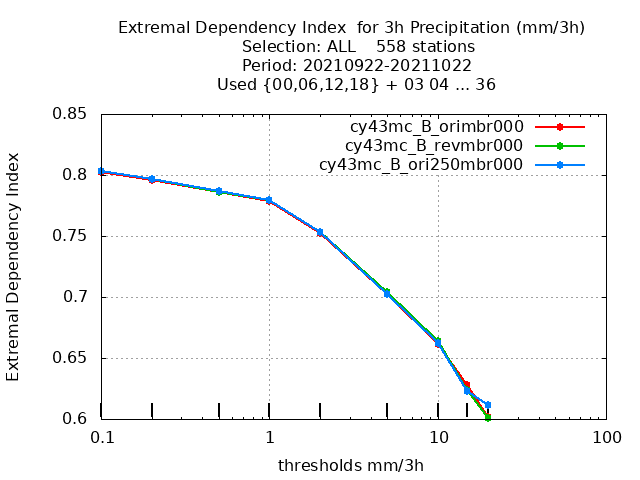 Extremal Dependency Index  for 3h Precipitation (mm/3h)
Selection: ALL    558 stations
Period: 20210922-20211022
Used {00,06,12,18} + 03 04 ... 36
cy43mc_B_orimbr000
cy43mc_B_revmbr000
cy43mc_B_ori250mbr000
Extremal Dependency Index
0.85
0.8
0.75
0.7
0.65
0.6
0.1 1 10 100
thresholds mm/3h